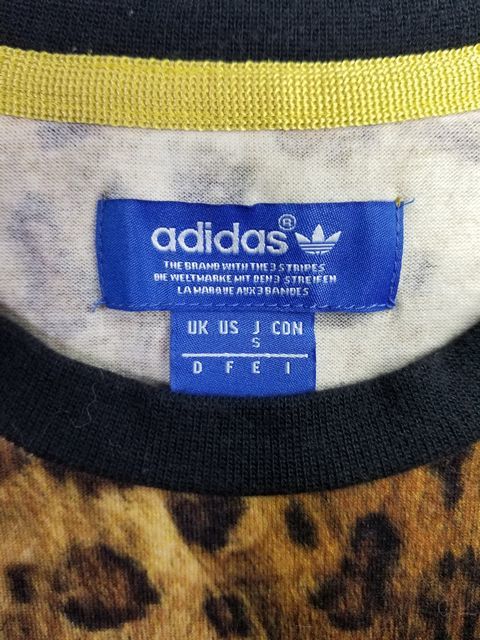 adidas®
THE BRAND WITH THE 3 STRIPES
DIE WELTMARKE MIT DEN 3 STREIFEN
LA MARQUE AUX 3 BANDES
UK US J CON
S
D F E I